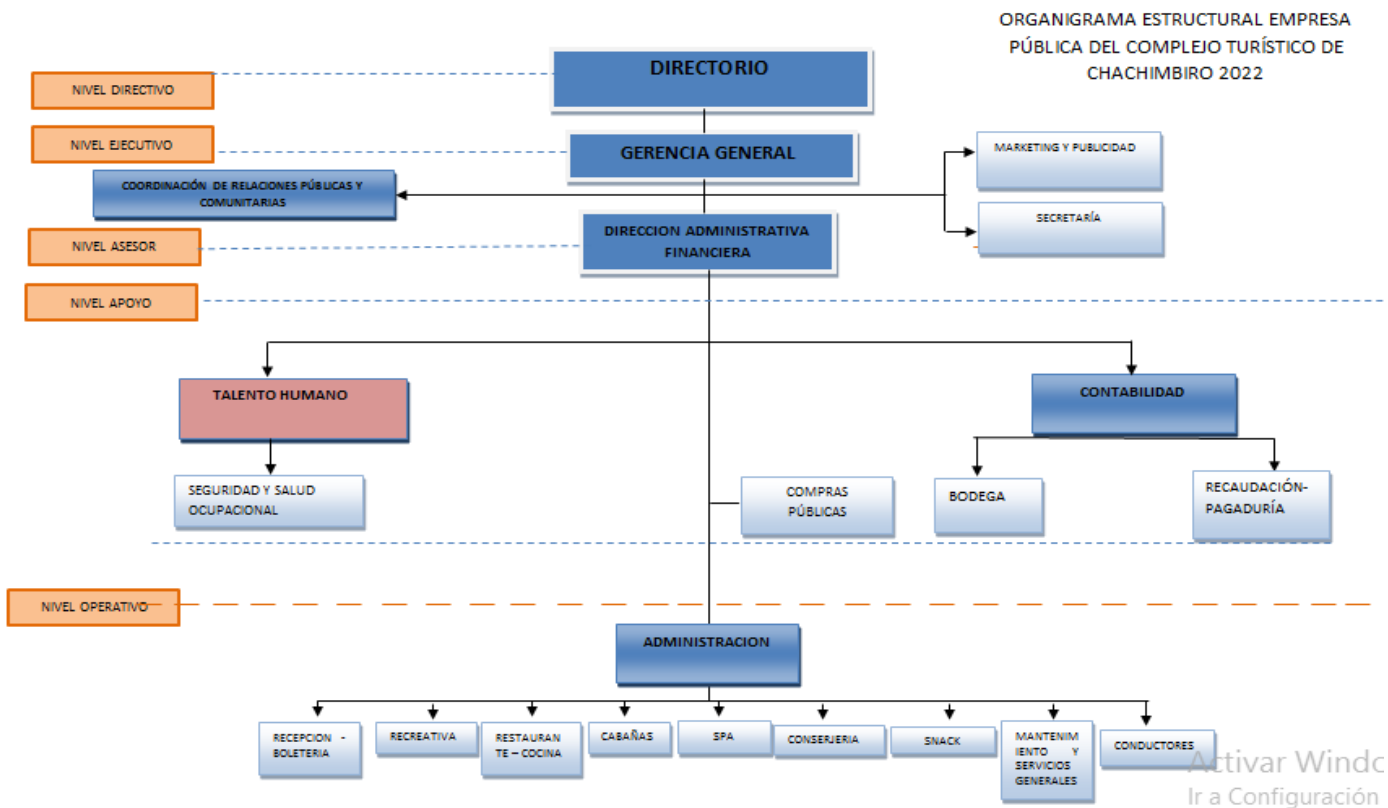 ORGANIGRAMA ESTRUCTURAL EMPRESA
PÚBLICA DEL COMPLEJO TURÍSTICO DE
CHACHIMBIRO 2022
DIRECTORIO
NIVEL DIRECTIVO
NIVEL EJECUTIVO
GERENCIA GENERAL
MARKETING Y PUBLICIDAD
COORDINACIÓN DE RELACIONES PÚBLICAS Y
COMUNITARIAS
SECRETARÍA
NIVEL ASESOR
DIRECCION ADMINISTRATIVA
FINANCIERA
NIVEL APOYO
TALENTO HUMANO
CONTABILIDAD
SEGURIDAD Y SALUD
OCUPACIONAL
COMPRAS
PÚBLICAS
BODEGA
RECAUDACIÓN-
PAGADURÍA
NIVEL OPERATIVO
ADMINISTRACION
RECEPCION -
BOLETERIA
RECREATIVA
RESTAURAN
TE – COCINA
CABAÑAS
SPA
CONSERJERIA
SNACK
MANTENIM
IENTO Y
SERVICIOS
GENERALES
CONDUCTORES
Activar Windo
Ir a Configuración